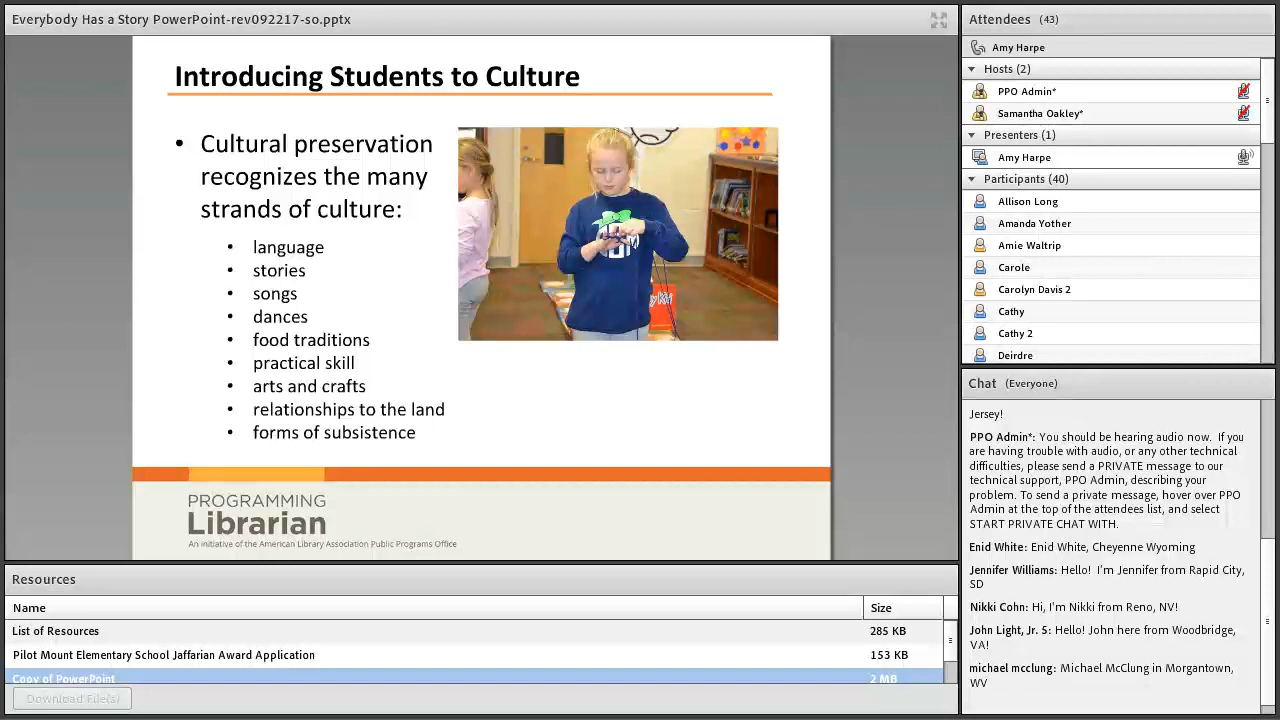 Everybody Has a Story PowerPoint-rev092217-so.pptx
Introducing Students to Culture
• Cultural preservation
recognizes the many
strands of culture:
• language
• stories
• songs
• dances
• food traditions
• practical skill
• arts and crafts
• relationships to the land
• forms of subsistence
PROGRAMMING
Librarian
An initiative of the American Library Association Public Programs Office
Resources
Name Size
List of Resources 285 KB
Pilot Mount Elementary School Jaffarian Award Application 153 KB
Copy of PowerPoint 2 MB
Download File(s)
Attendees (43)
Amy Harpe
Hosts (2)
PPO Admin*
Samantha Oakley*
Presenters (1)
Amy Harpe
Participants (40)
Allison Long
Amanda Yother
Amie Waltrip
Carole
Carolyn Davis 2
Cathy
Cathy 2
Deirdre
Chat (Everyone)
Jersey!
PPO Admin*: You should be hearing audio now. If you
are having trouble with audio, or any other technical
difficulties, please send a PRIVATE message to our
technical support, PPO Admin, describing your
problem. To send a private message, hover over PPO
Admin at the top of the attendees list, and select
START PRIVATE CHAT WITH.
Enid White: Enid White, Cheyenne Wyoming
Jennifer Williams: Hello! I'm Jennifer from Rapid City,
SD
Nikki Cohn: Hi, I'm Nikki from Reno, NV!
John Light, Jr. 5: Hello! John here from Woodbridge,
VA!
michael mcclung: Michael McClung in Morgantown,
WV